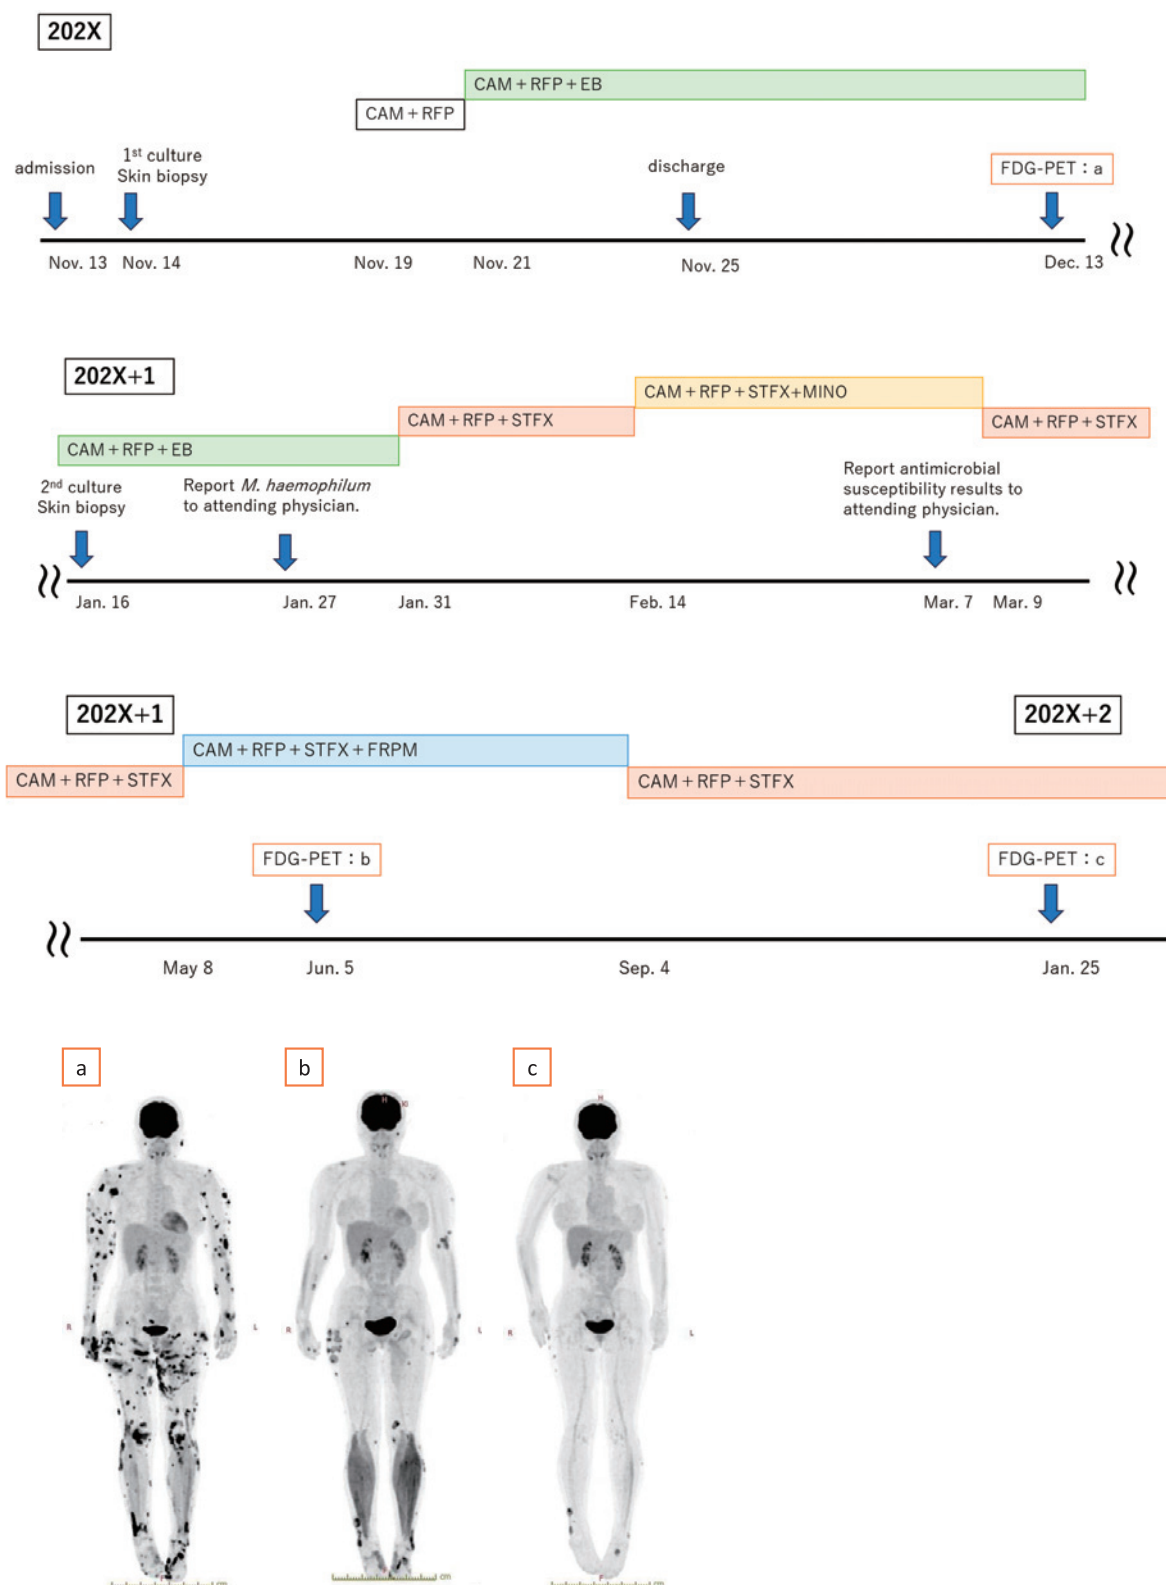 202X
CAM + RFP + EB
CAM + RFP
admission
1st culture
Skin biopsy
discharge
FDG-PET : a
Nov. 13
Nov. 14
Nov. 19
Nov. 21
Nov. 25
Dec. 13
202X+1
CAM + RFP + STFX+MINO
CAM + RFP + STFX
CAM + RFP + STFX
CAM + RFP + EB
2nd culture
Skin biopsy
Report M. haemophilum
to attending physician.
Report antimicrobial
susceptibility results to
attending physician.
Jan. 16
Jan. 27
Jan. 31
Feb. 14
Mar. 7
Mar. 9
202X+1
202X+2
CAM + RFP + STFX + FRPM
CAM + RFP + STFX
CAM + RFP + STFX
FDG-PET : b
FDG-PET : c
May 8
Jun. 5
Sep. 4
Jan. 25
a
b
c
H
H
R
L
R
L
R
L
cm
cm
cm